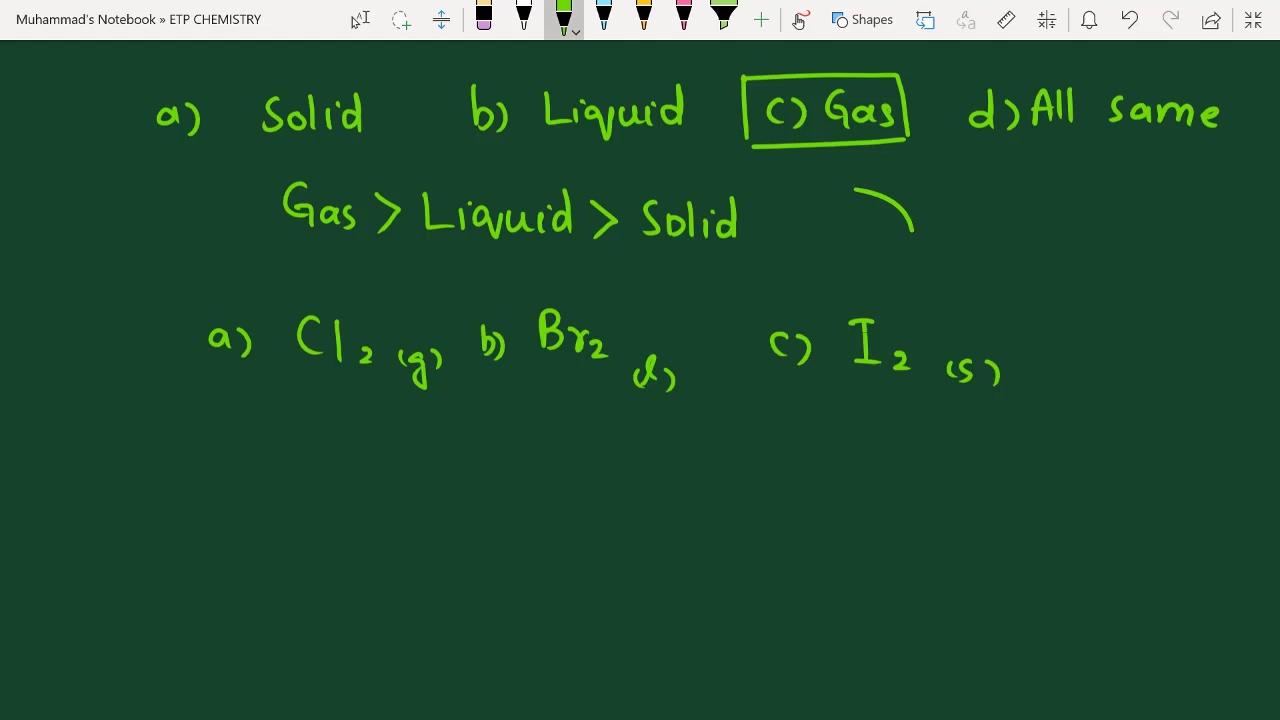 Muhammad's Notebook » ETP CHEMISTRY Shapes
a) Solid b) Liquid c) Gas d) All same
Gas > Liquid > Solid
a) Cl₂ (g) b) Br₂ (l) c) I₂ (s)